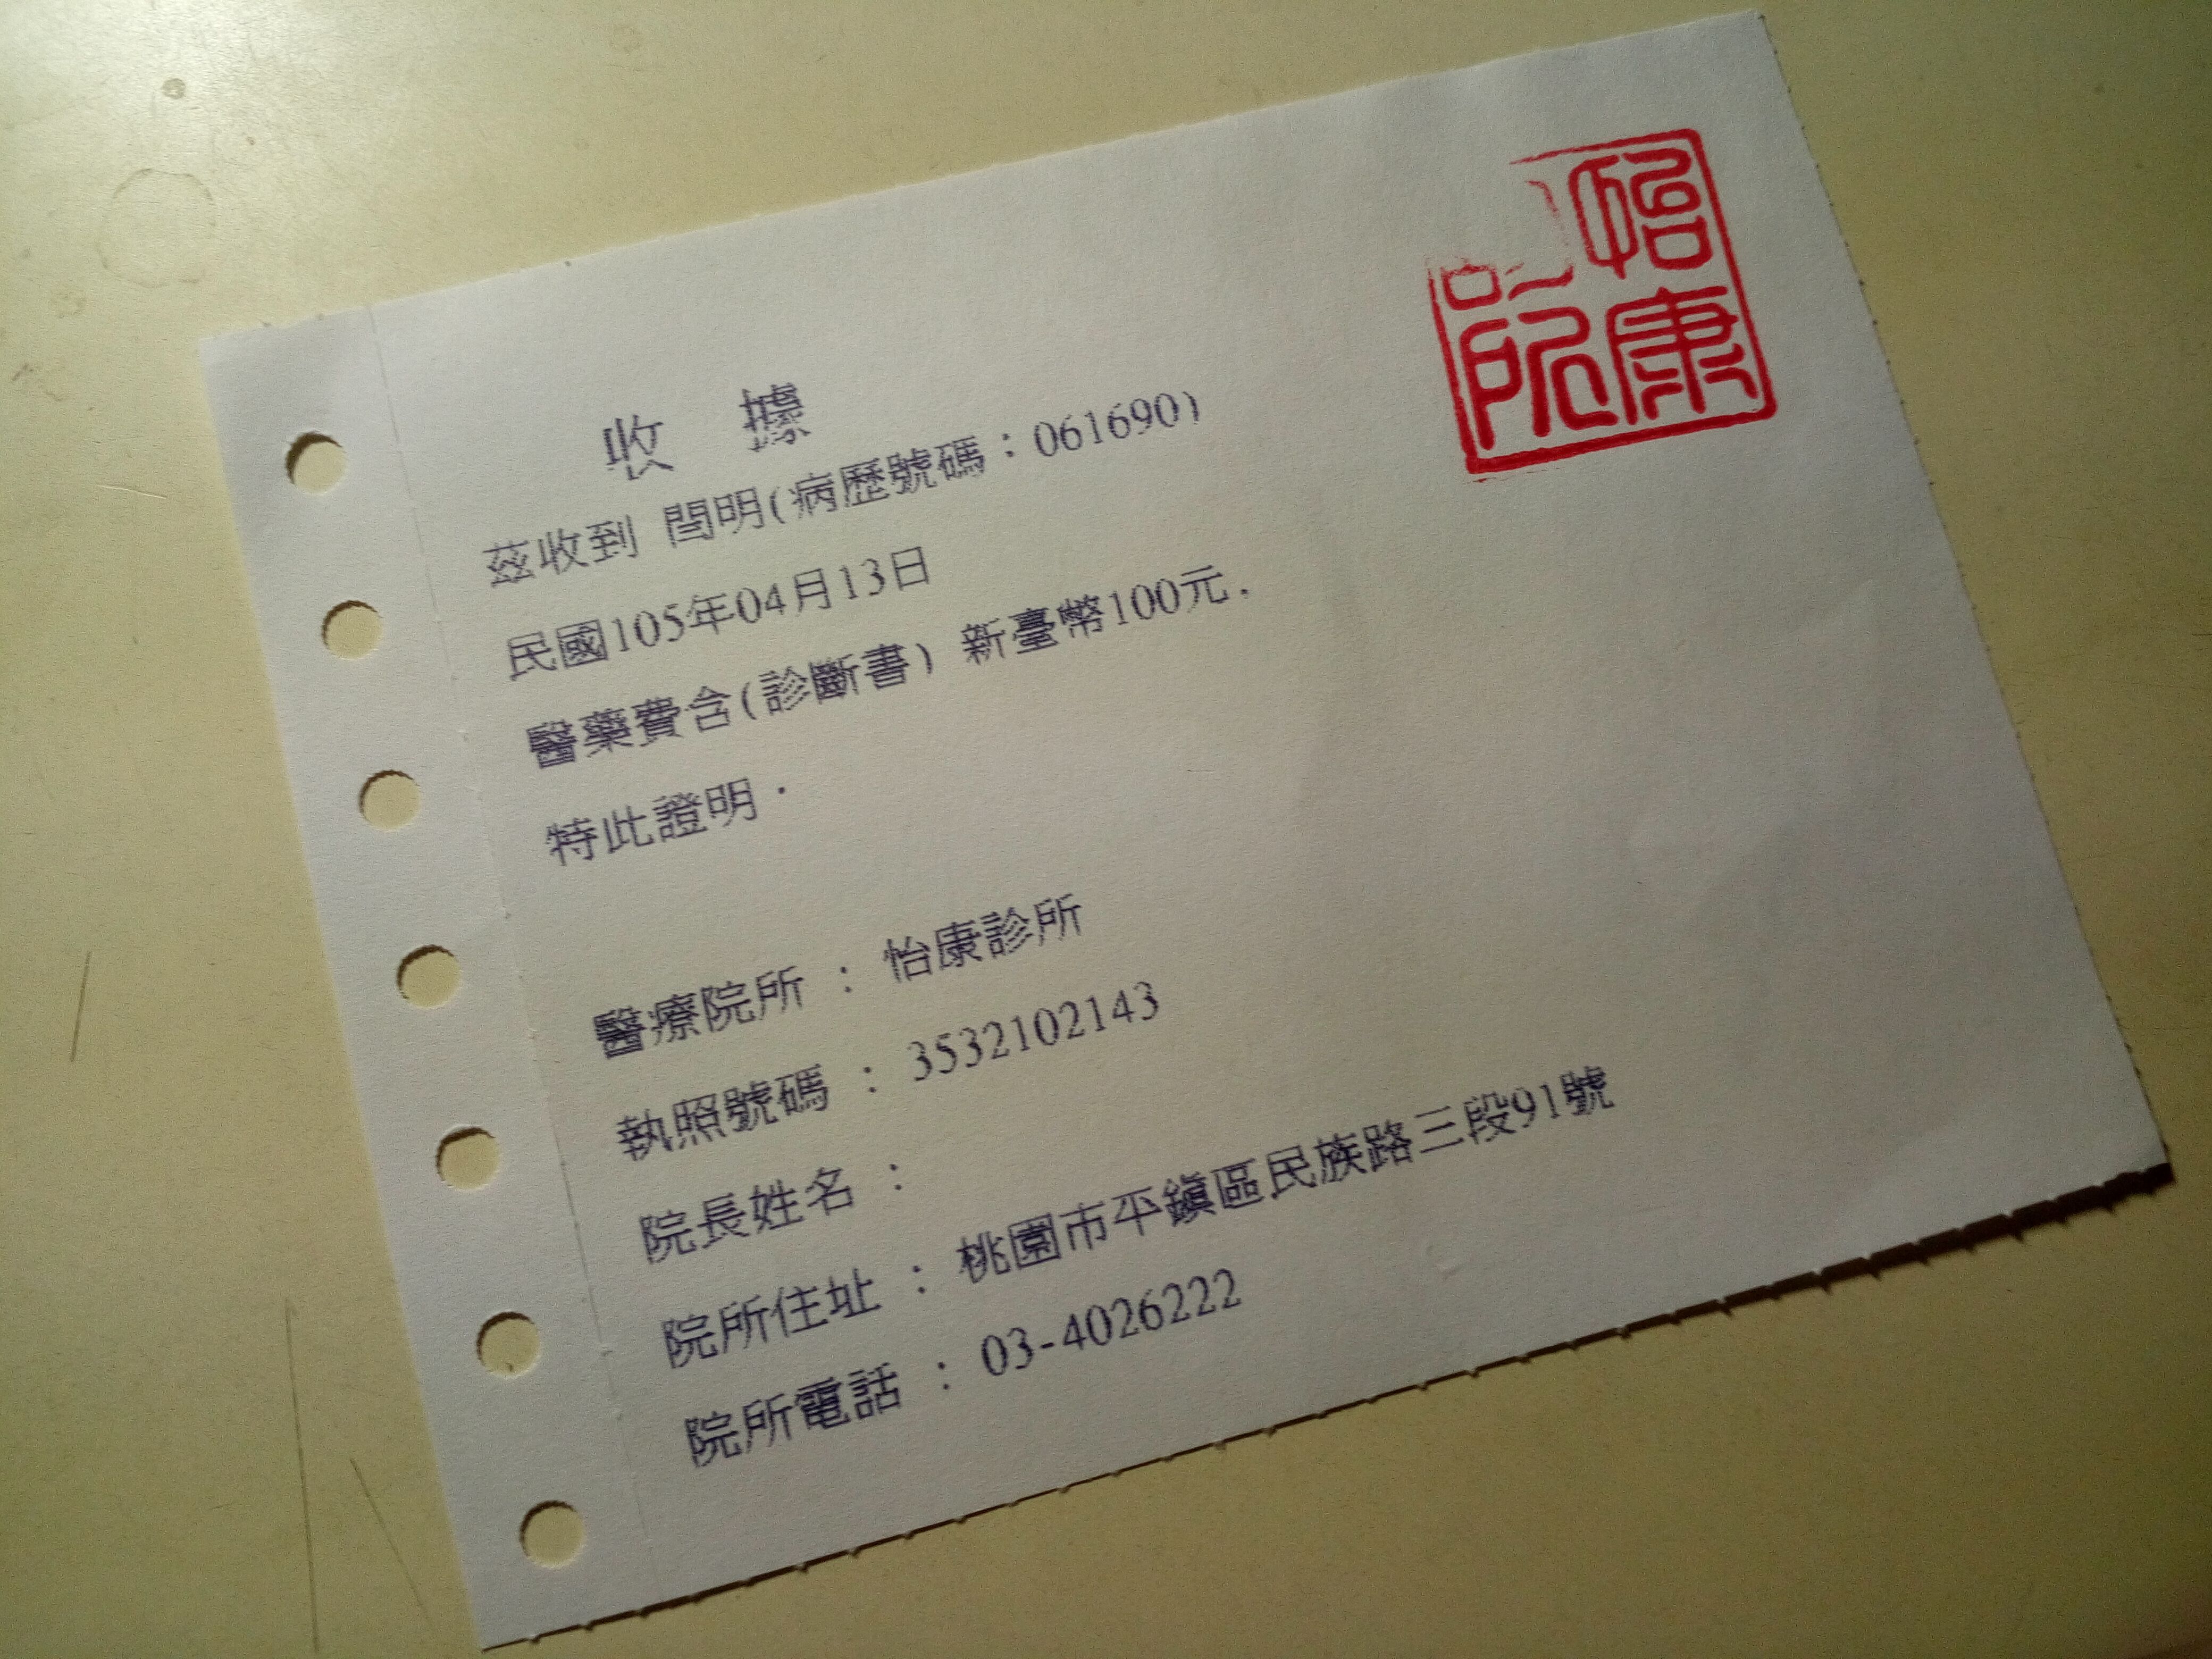 收 據
茲收到 閆明(病歷號碼：061690)
民國105年04月13日
醫藥費含(診斷書) 新臺幣100元.
特此證明．
醫療院所 ： 怡康診所
執照號碼 ： 3532102143
院長姓名 ：
院所住址 ： 桃園市平鎮區民族路三段91號
院所電話 ： 03-4026222
怡康
所